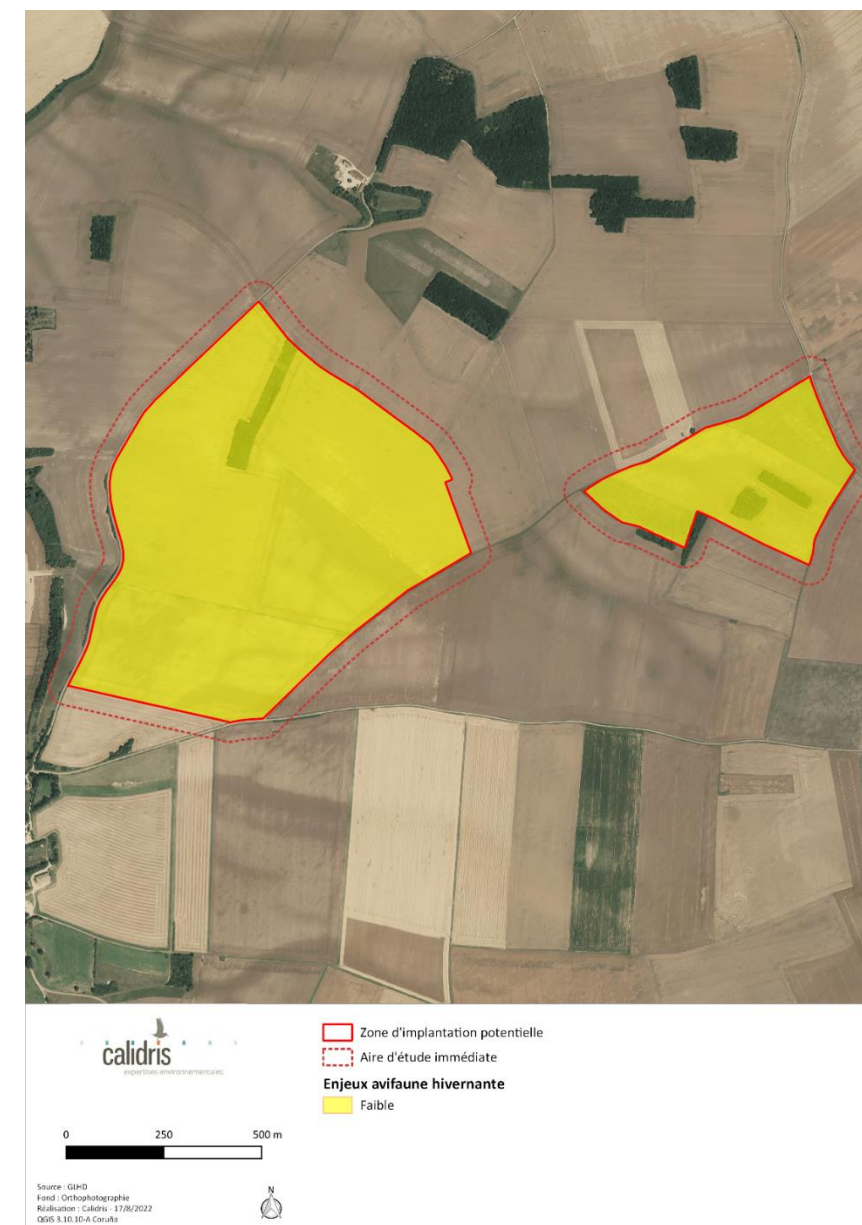 calidris
expertises environnementales
Zone d'implantation potentielle
Aire d'étude immédiate
Enjeux avifaune hivernante
Faible
0 250 500 m
Source : GLHD
Fond : Orthophotographie
Réalisation : Calidris - 17/8/2022
QGIS 3.10.10-A Coruña
N